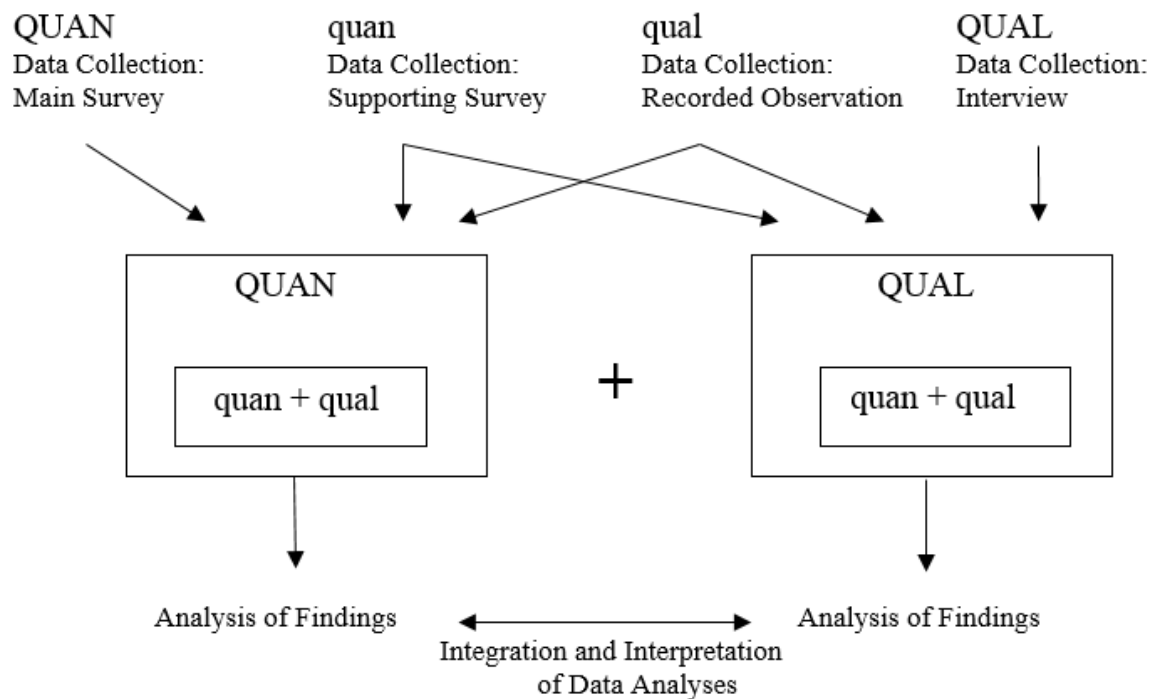 QUAN
Data Collection:
Main Survey
quan
Data Collection:
Supporting Survey
qual
Data Collection:
Recorded Observation
QUAL
Data Collection:
Interview
QUAN
quan + qual
+
QUAL
quan + qual
Analysis of Findings
Integration and Interpretation
of Data Analyses
Analysis of Findings